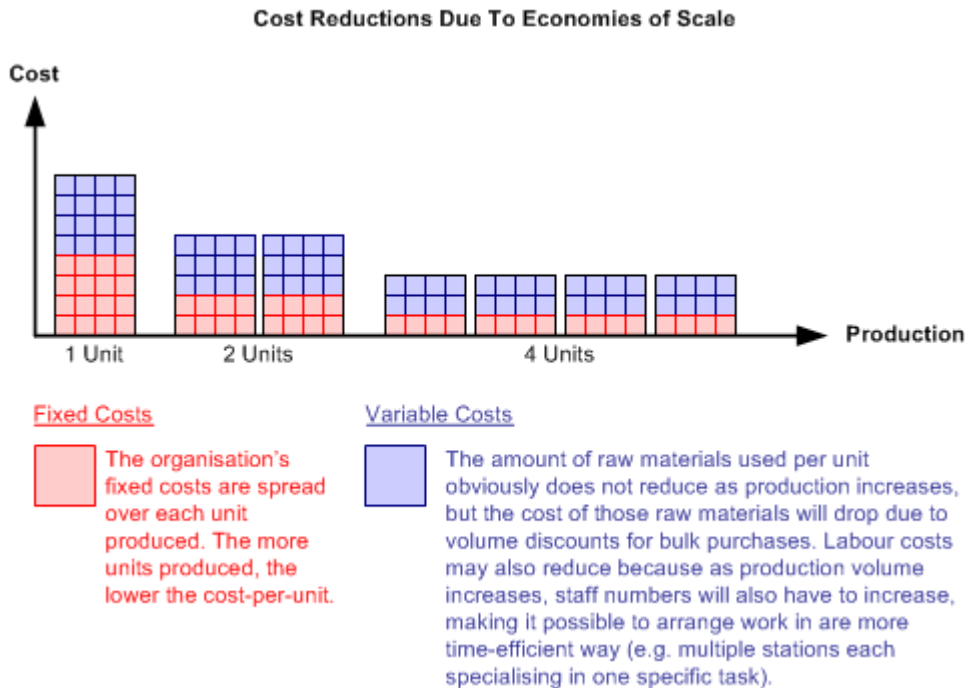 Cost Reductions Due To Economies of Scale
Cost
Production
1 Unit
2 Units
4 Units
Fixed Costs
The organisation's
fixed costs are spread
over each unit
produced. The more
units produced, the
lower the cost-per-unit.
Variable Costs
The amount of raw materials used per unit
obviously does not reduce as production increases,
but the cost of those raw materials will drop due to
volume discounts for bulk purchases. Labour costs
may also reduce because as production volume
increases, staff numbers will also have to increase,
making it possible to arrange work in are more
time-efficient way (e.g. multiple stations each
specialising in one specific task).